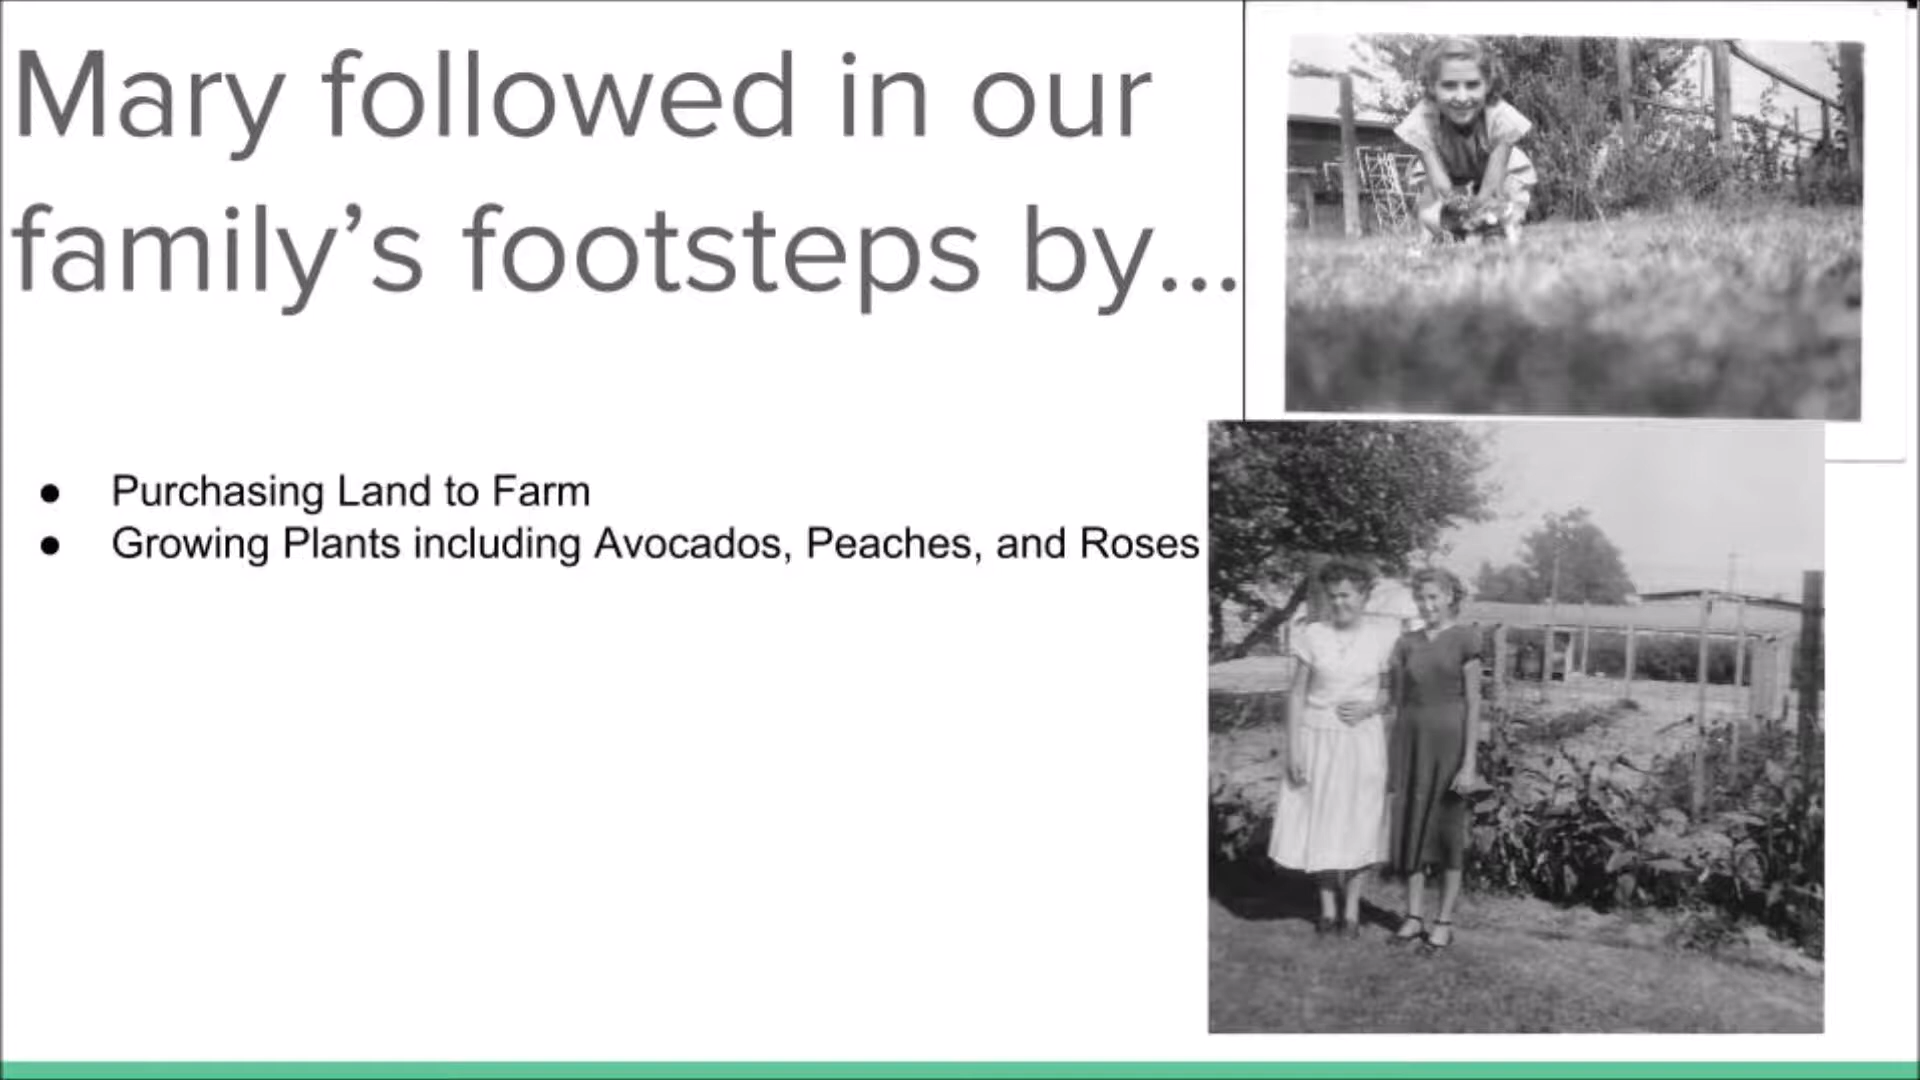 Mary followed in our
family’s footsteps by...
● Purchasing Land to Farm
● Growing Plants including Avocados, Peaches, and Roses